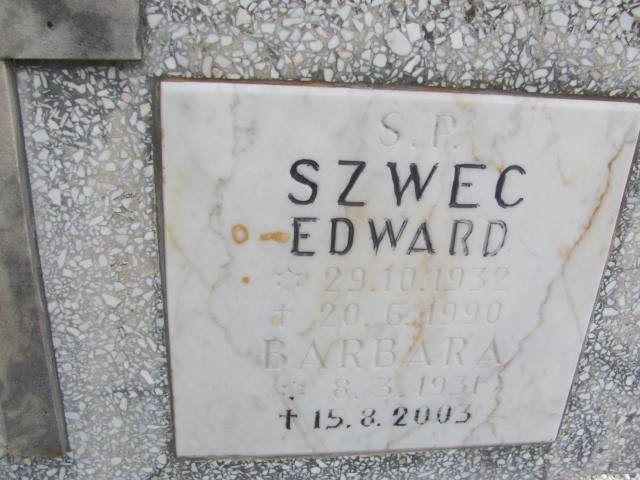 S.P.
SZWEC
EDWARD
29.10.1932
† 20.6.1990
BARBARA
8.3.1931
† 15.8.2003